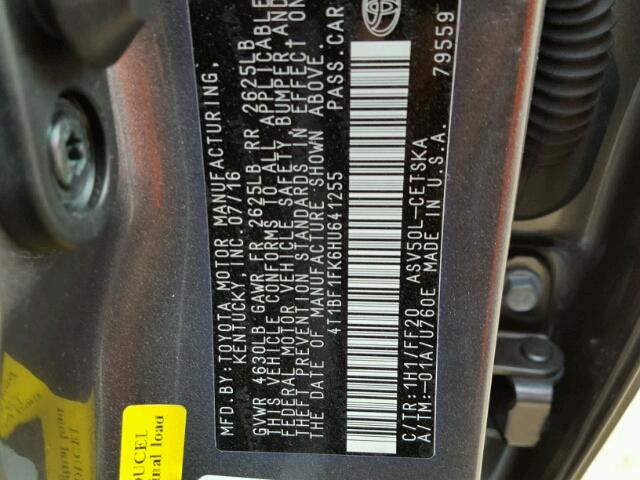 MFD.BY:TOYOTA MOTOR MANUFACTURING,
KENTUCKY, INC 07/16
GVWR 4630LB GAWR FR 2625LB RR 2625LB
THIS VEHICLE CONFORMS TO ALL APPLICABLE
FEDERAL MOTOR VEHICLE SAFETY, BUMPER AND
THEFT PREVENTION STANDARDS IN EFFECT ON
THE DATE OF MANUFACTURE SHOWN ABOVE.
4T1BF1FK6HU641255 PASS.CAR
C/TR:1H1/FF20 ASV50L-CETSKA
A/TM:-01A/U760E MADE IN U.S.A.
79559